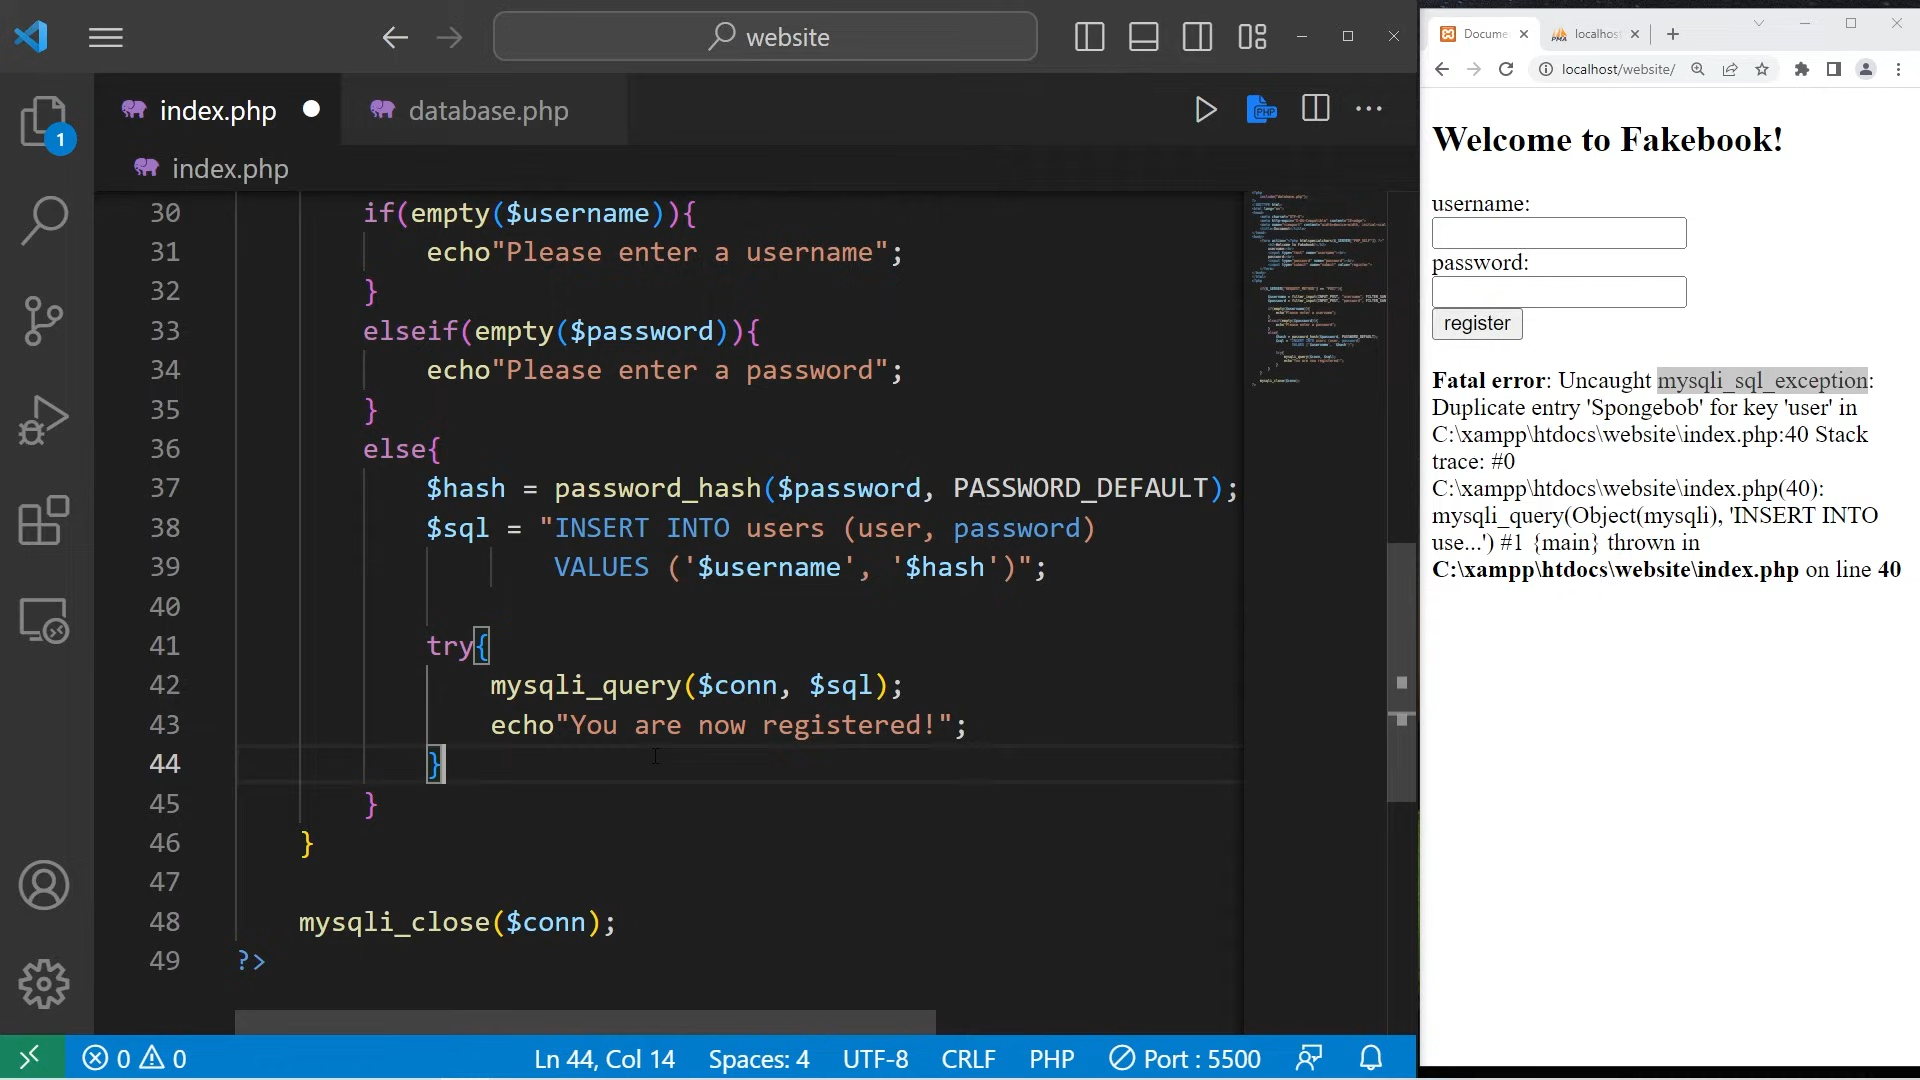 website
index.php
database.php
index.php
1
30 if(empty($username)){
31 echo"Please enter a username";
32 }
33 elseif(empty($password)){
34 echo"Please enter a password";
35 }
36 else{
37 $hash = password_hash($password, PASSWORD_DEFAULT);
38 $sql = "INSERT INTO users (user, password)
39 VALUES ('$username', '$hash')";
40
41 try{
42 mysqli_query($conn, $sql);
43 echo"You are now registered!";
44 }
45 }
46 }
47
48 mysqli_close($conn);
49 ?>
0 0
Ln 44, Col 14 Spaces: 4 UTF-8 CRLF PHP Port : 5500
Docume localhos
localhost/website/
Welcome to Fakebook!
username:
password:
register
Fatal error: Uncaught mysqli_sql_exception:
Duplicate entry 'Spongebob' for key 'user' in
C:\xampp\htdocs\website\index.php:40 Stack
trace: #0
C:\xampp\htdocs\website\index.php(40):
mysqli_query(Object(mysqli), 'INSERT INTO
use...') #1 {main} thrown in
C:\xampp\htdocs\website\index.php on line 40